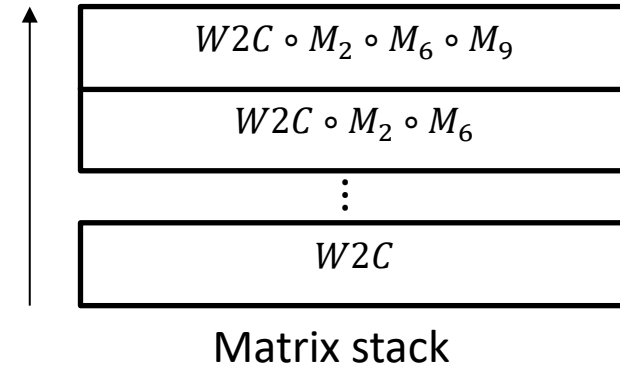 W2C ∘ M₂ ∘ M₆ ∘ M₉
W2C ∘ M₂ ∘ M₆
⋮
W2C
Matrix stack